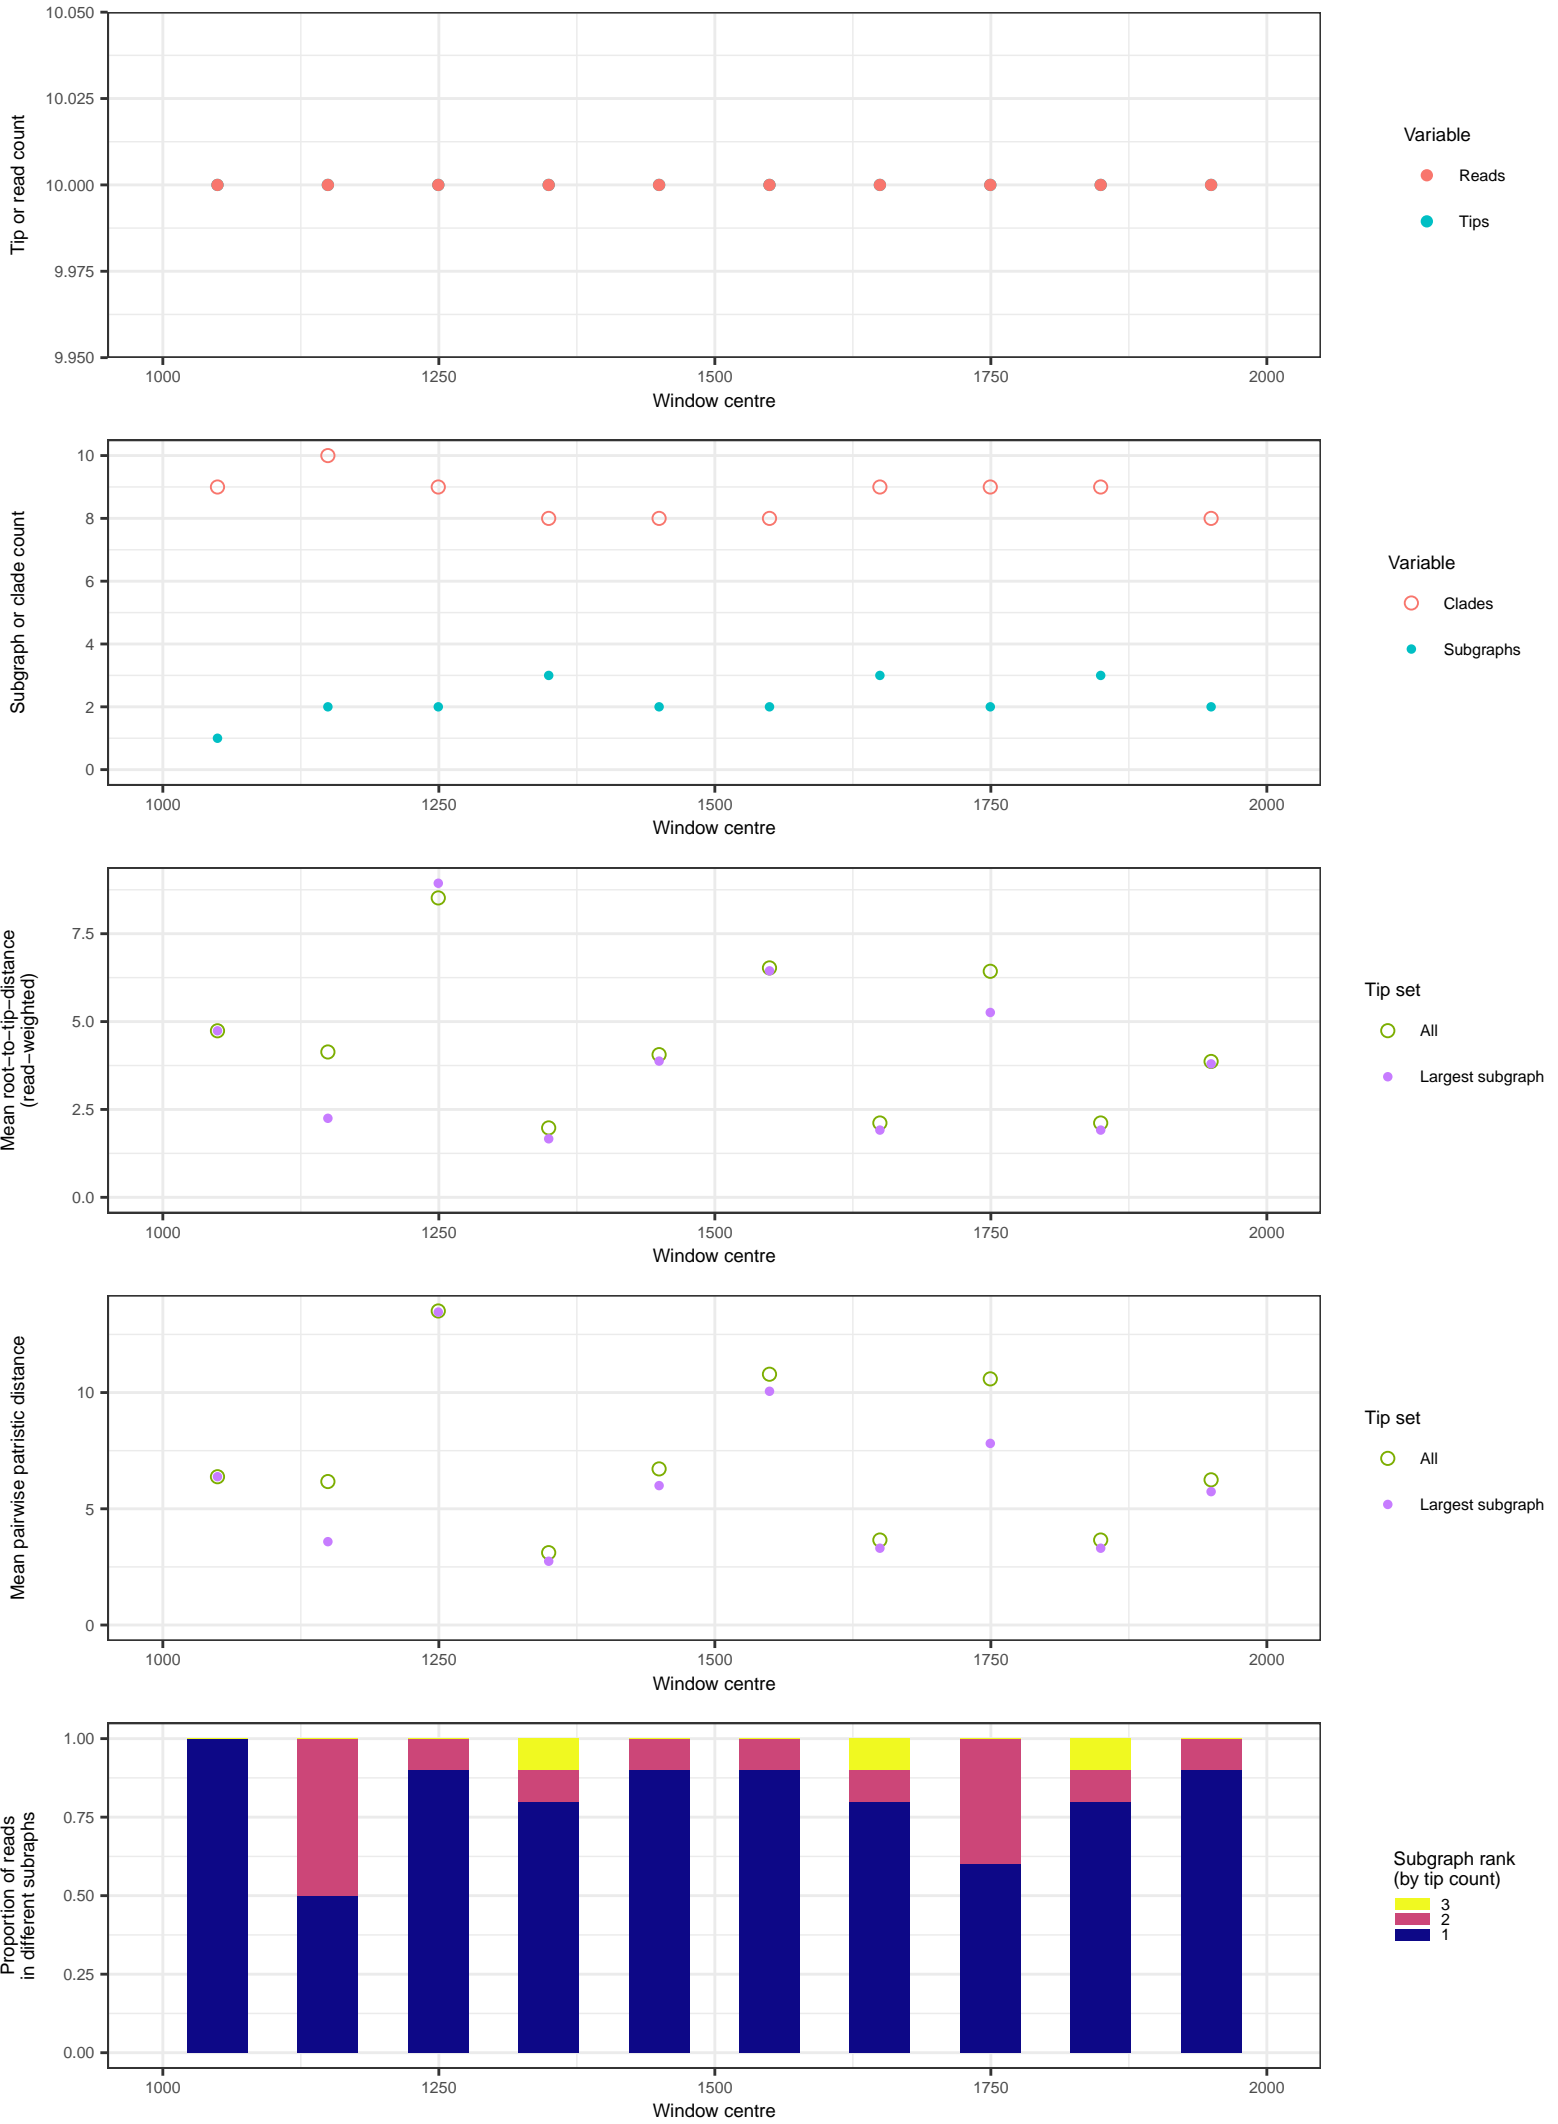 10.050
10.025
10.000
9.975
9.950
Tip or read count
1000 1250 1500 1750 2000
Window centre
Variable
Reads
Tips
10
8
6
4
2
0
Subgraph or clade count
1000 1250 1500 1750 2000
Window centre
Variable
Clades
Subgraphs
7.5
5.0
2.5
0.0
Mean root−to−tip−distance
(read−weighted)
1000 1250 1500 1750 2000
Window centre
Tip set
All
Largest subgraph
10
5
0
Mean pairwise patristic distance
1000 1250 1500 1750 2000
Window centre
Tip set
All
Largest subgraph
1.00
0.75
0.50
0.25
0.00
Proportion of reads
in different subraphs
1000 1250 1500 1750 2000
Window centre
Subgraph rank
(by tip count)
3
2
1